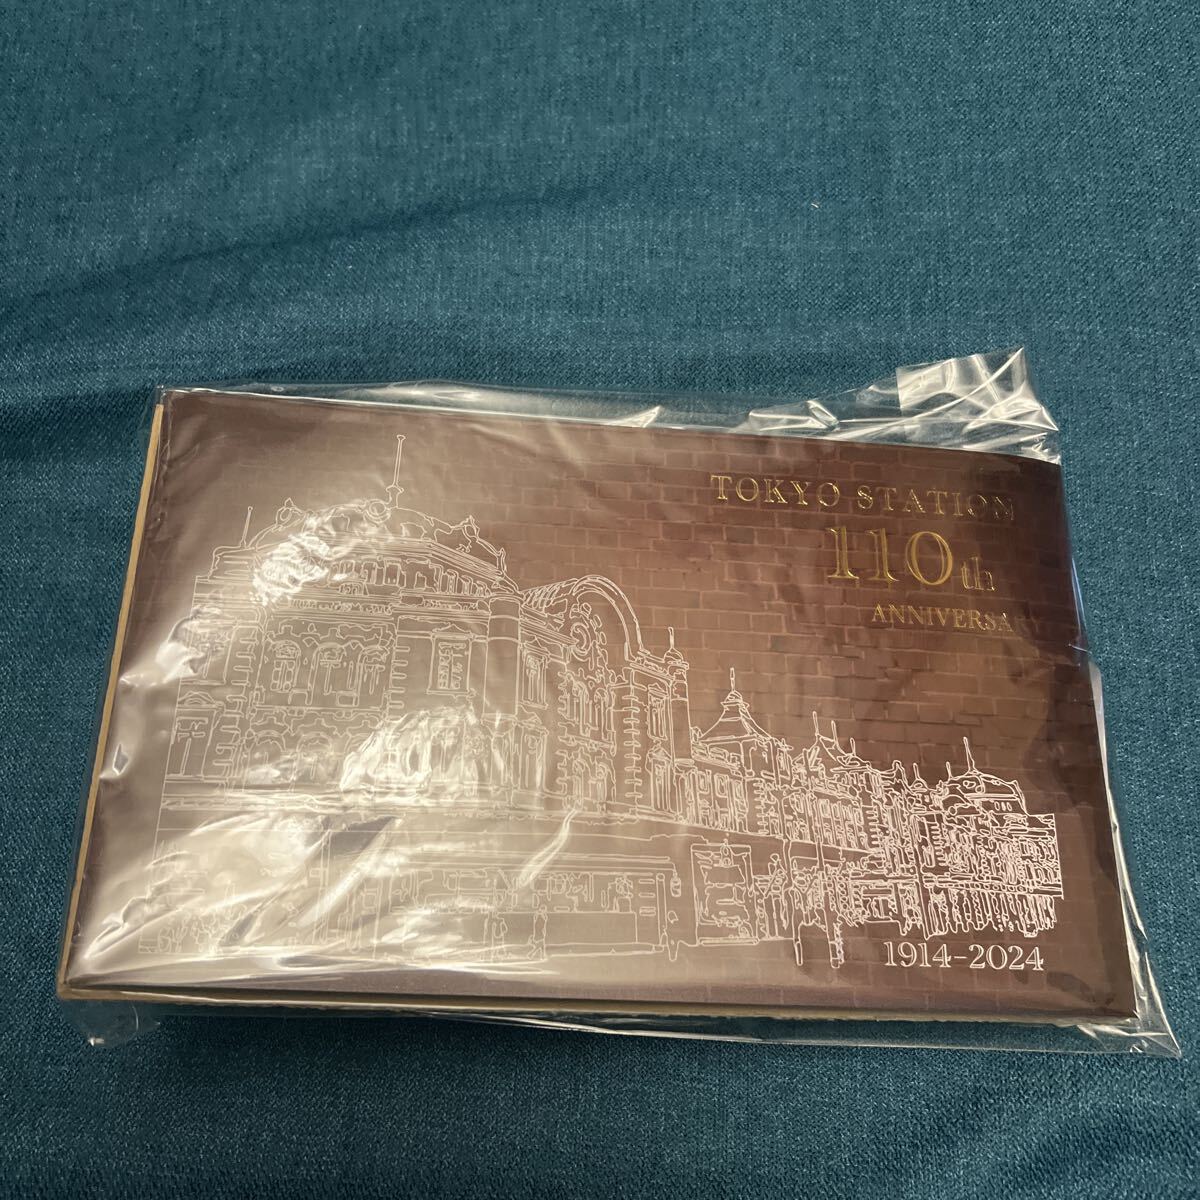 TOKYO STATION
110th
ANNIVERSARY
1914-2024